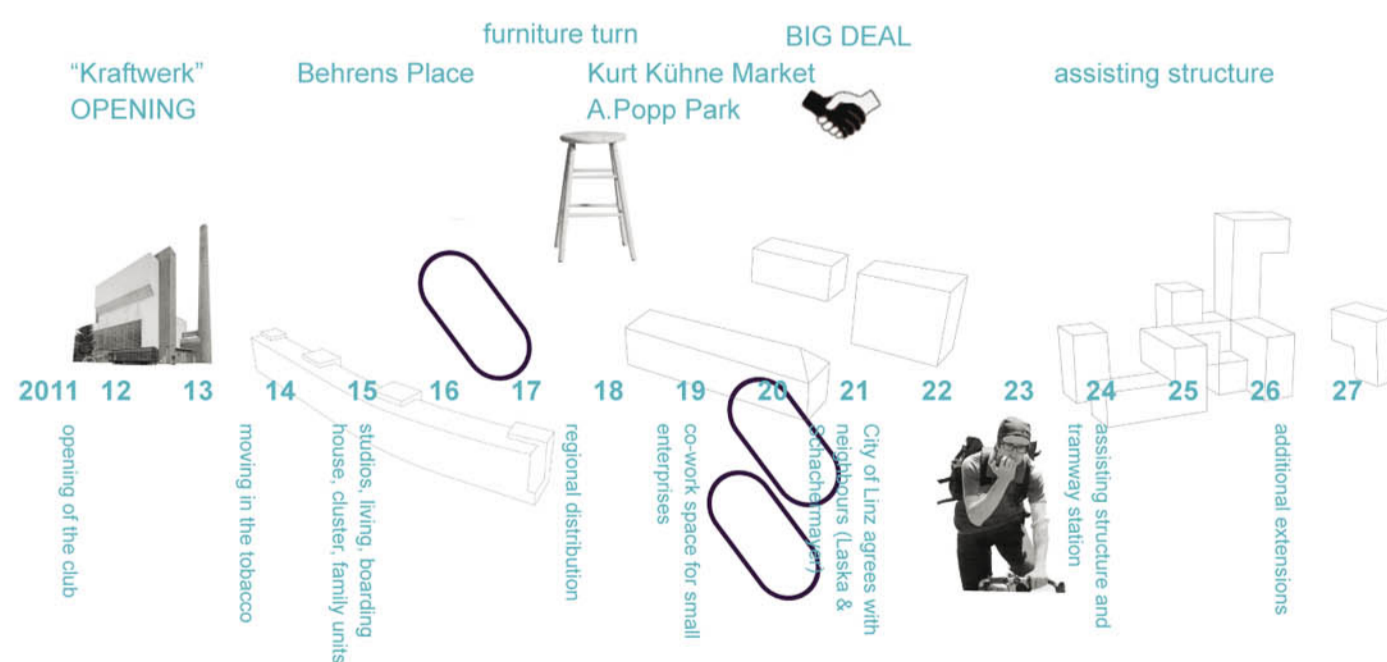 furniture turn
BIG DEAL
“Kraftwerk”
OPENING
Behrens Place
Kurt Kühne Market
A.Popp Park
assisting structure
2011 12 13 14 15 16 17 18 19 20 21 22 23 24 25 26 27
opening of the club
moving in the tobacco
studios, living, boarding
house, cluster, family units
regional distribution
co-work space for small
enterprises
City of Linz agrees with
neighbours (Laska &
Schachermayer)
assisting structure and
tramway station
additional extensions